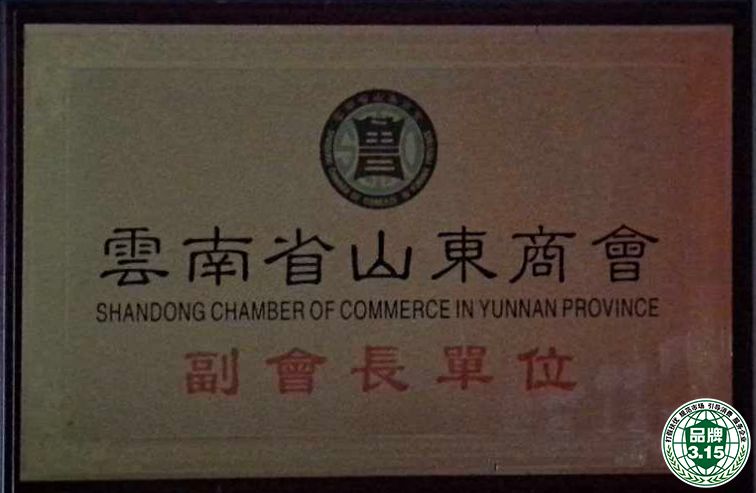 雲南省山東商會
SHANDONG CHAMBER OF COMMERCE IN YUNNAN PROVINCE
副會長單位
品牌
3.15